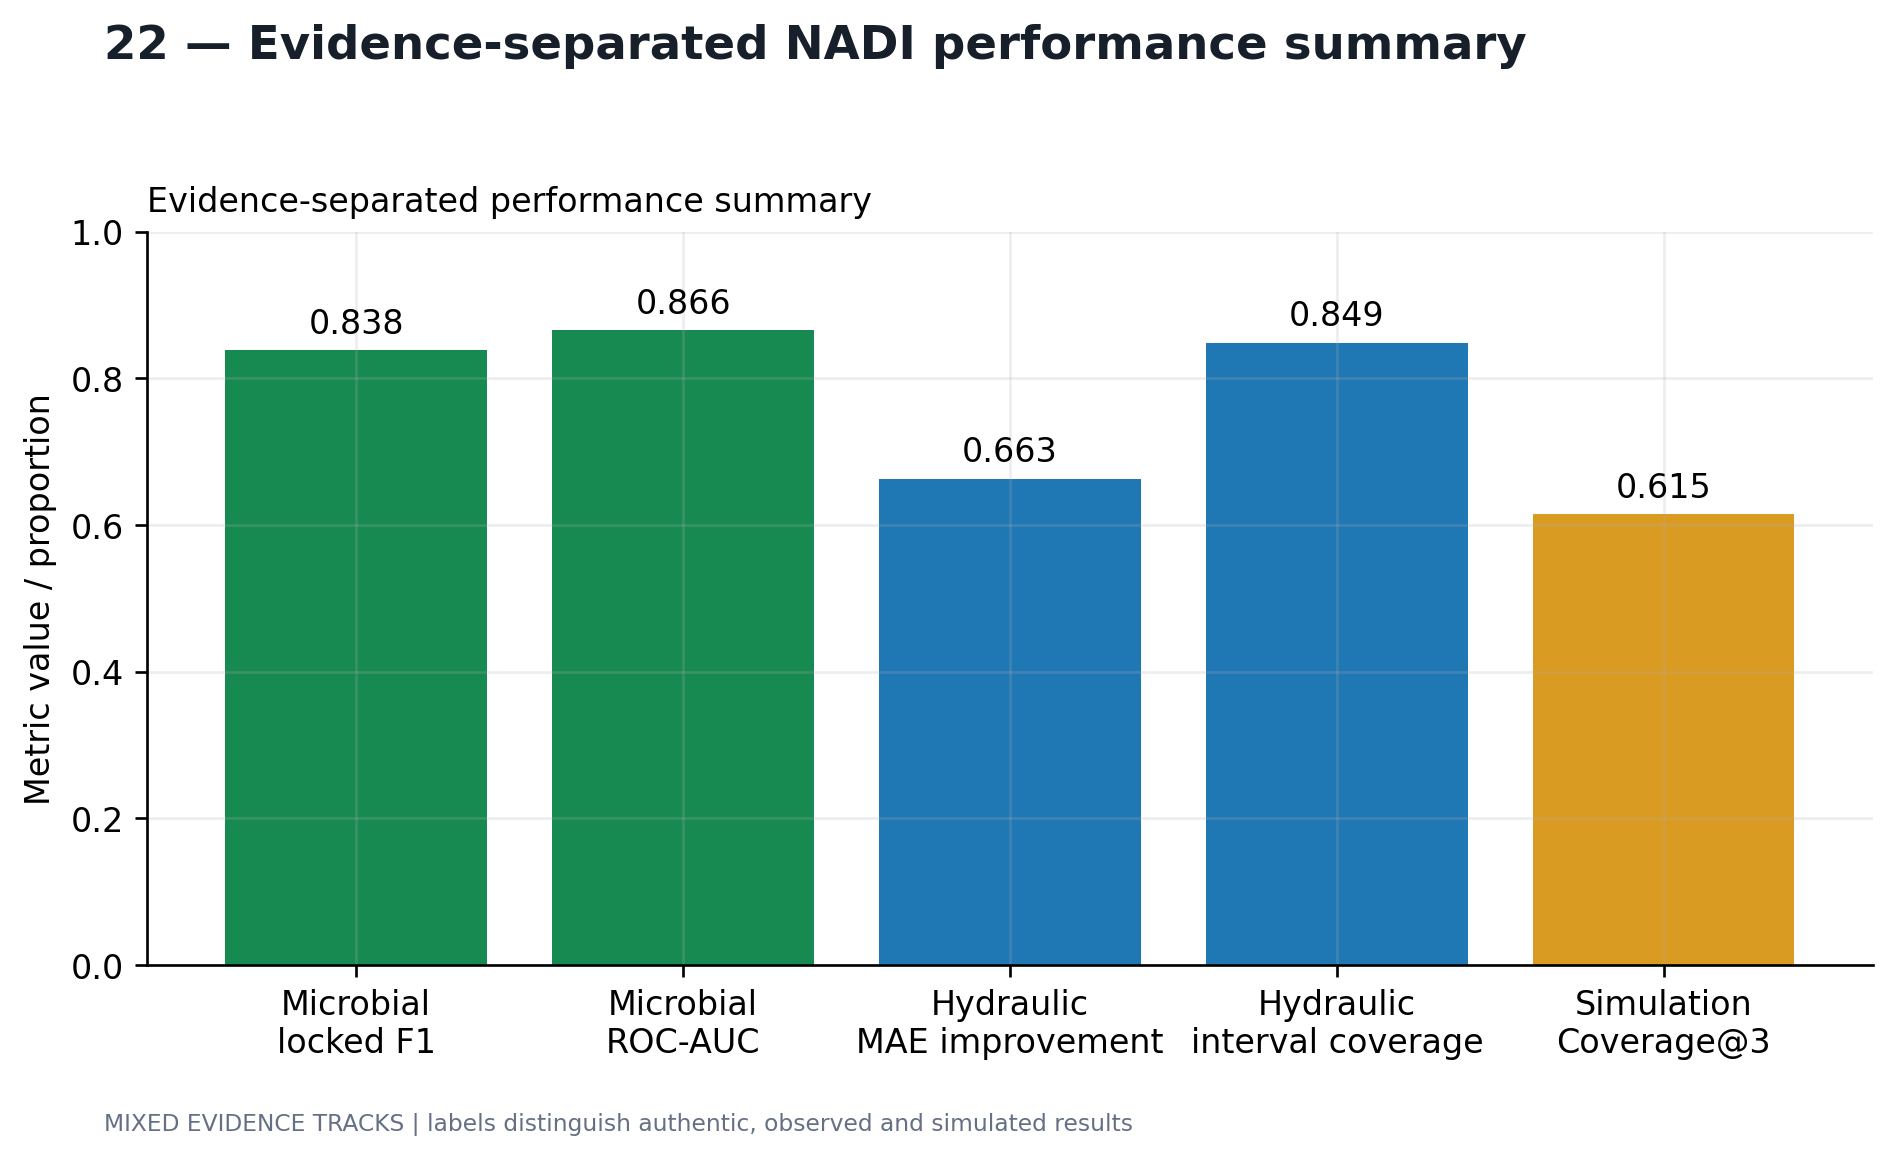 22 — Evidence-separated NADI performance summary
Evidence-separated performance summary
Metric value / proportion
1.0
0.8
0.6
0.4
0.2
0.0
0.838
0.866
0.663
0.849
0.615
Microbial
locked F1
Microbial
ROC-AUC
Hydraulic
MAE improvement
Hydraulic
interval coverage
Simulation
Coverage@3
MIXED EVIDENCE TRACKS | labels distinguish authentic, observed and simulated results